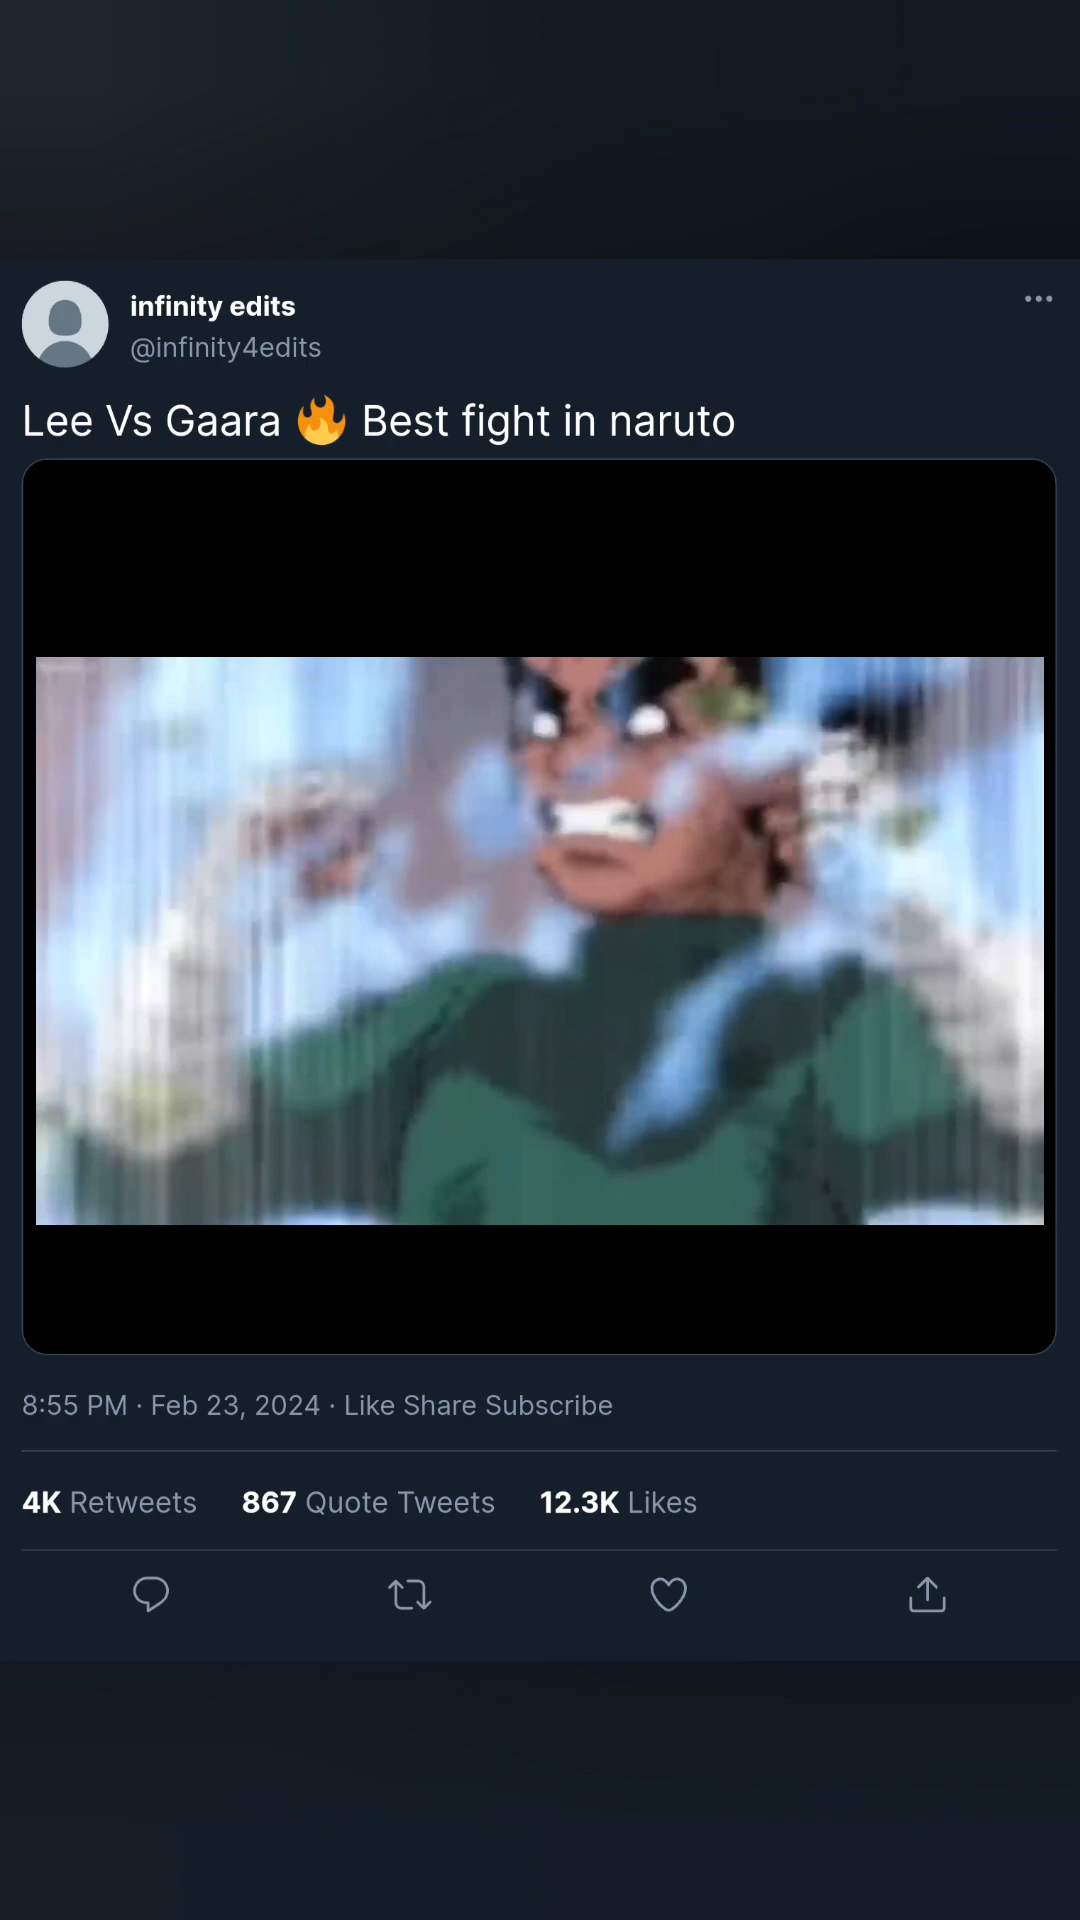 infinity edits
@infinity4edits
Lee Vs Gaara 🔥 Best fight in naruto
8:55 PM · Feb 23, 2024 · Like Share Subscribe
4K Retweets 867 Quote Tweets 12.3K Likes